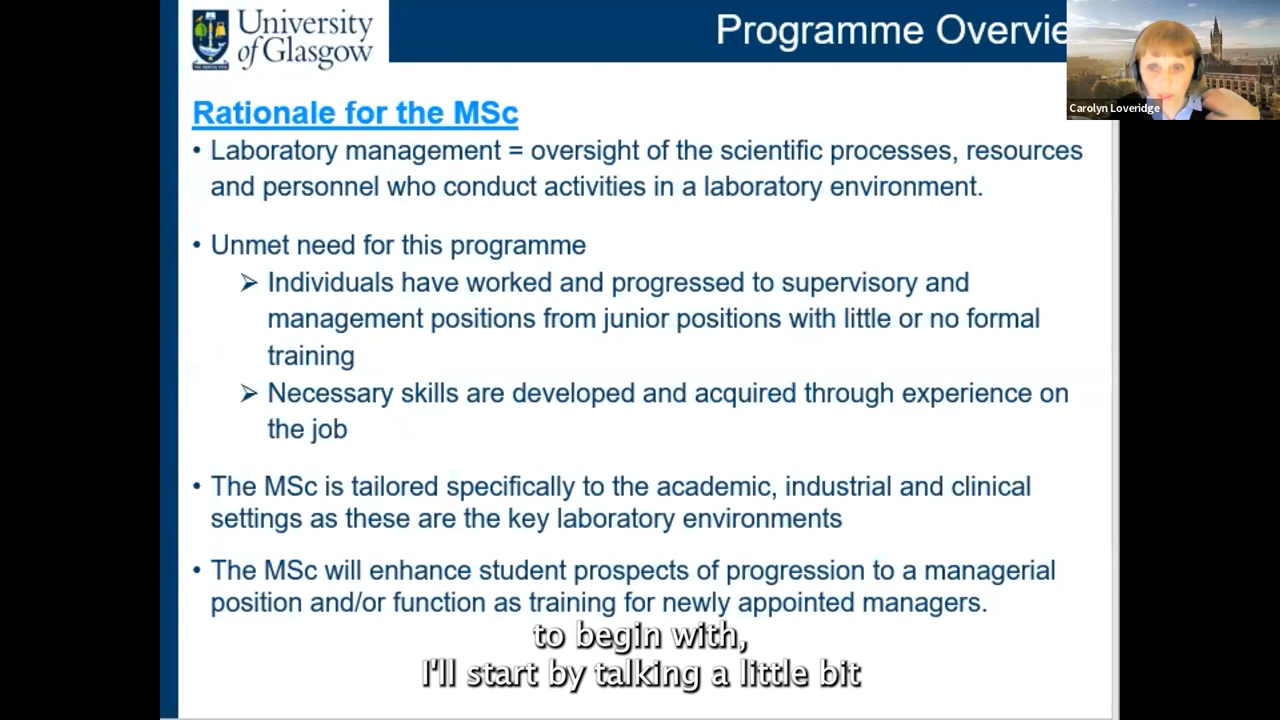 University
of Glasgow
Programme Overvie
Carolyn Loveridge
Rationale for the MSc
• Laboratory management = oversight of the scientific processes, resources
and personnel who conduct activities in a laboratory environment.
• Unmet need for this programme
➢ Individuals have worked and progressed to supervisory and
management positions from junior positions with little or no formal
training
➢ Necessary skills are developed and acquired through experience on
the job
• The MSc is tailored specifically to the academic, industrial and clinical
settings as these are the key laboratory environments
• The MSc will enhance student prospects of progression to a managerial
position and/or function as training for newly appointed managers.
to begin with,
I'll start by talking a little bit